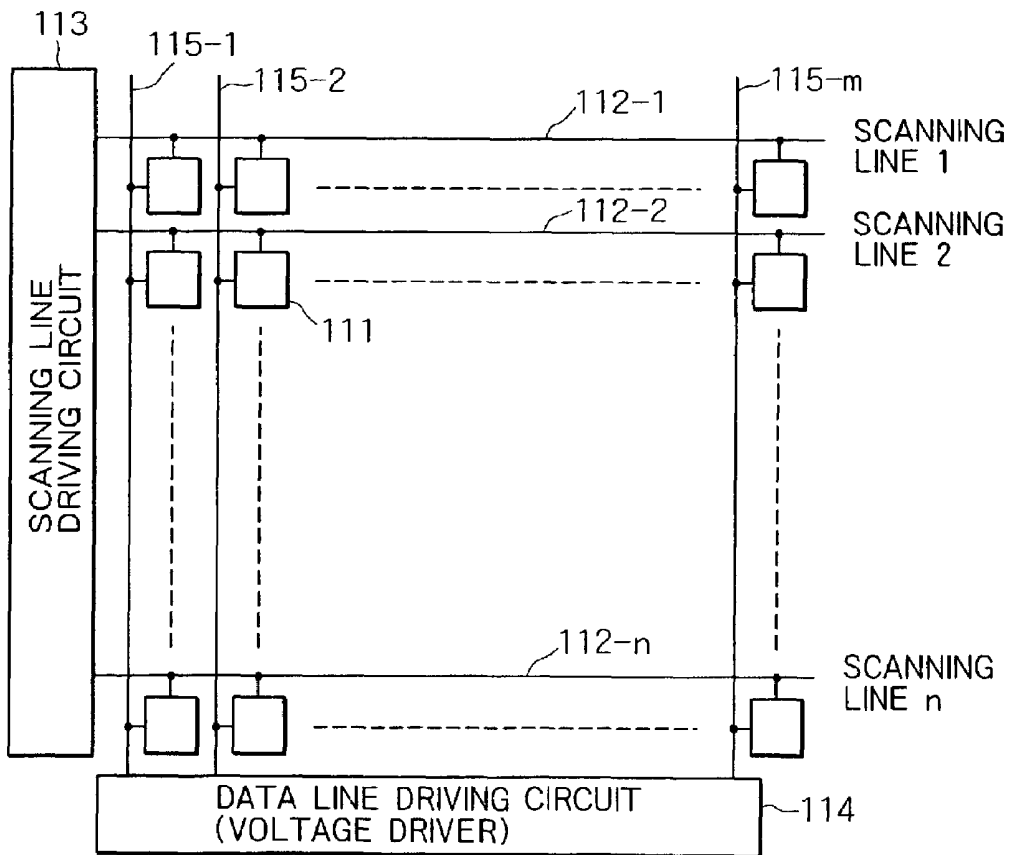 113
115-1
115-2
115-m
112-1
SCANNING
LINE 1
112-2
SCANNING
LINE 2
111
SCANNING LINE
DRIVING CIRCUIT
112-n
SCANNING
LINE n
DATA LINE DRIVING CIRCUIT
(VOLTAGE DRIVER)
114